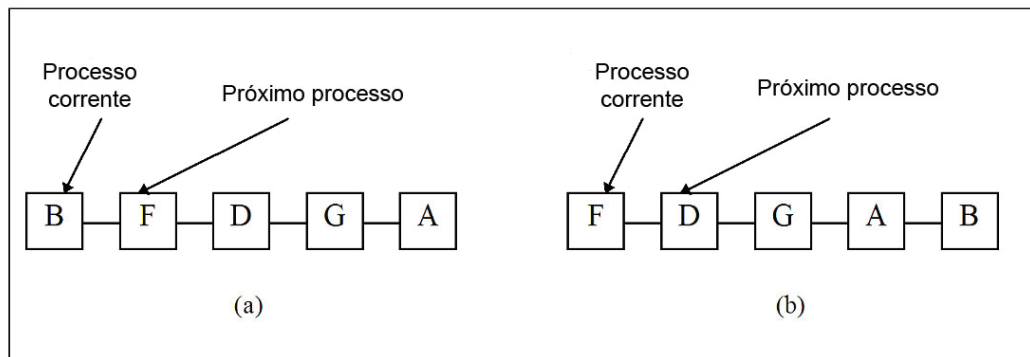 Processo
corrente
Próximo processo
B F D G A
(a)
Processo
corrente
Próximo processo
F D G A B
(b)